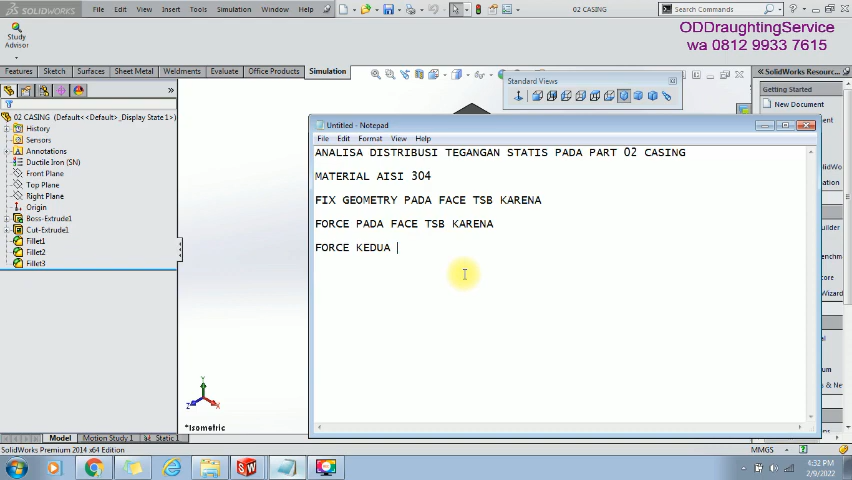 SOLIDWORKS File Edit View Insert Tools Simulation Window Help 02 CASING Search Commands
ODDraughtingService
wa 0812 9933 7615
Study
Advisor
Features Sketch Surfaces Sheet Metal Weldments Evaluate Office Products Simulation
SolidWorks Resourc...
Standard Views
Getting Started
New Document
02 CASING (Default<<Default>_Display State 1>)
History
Sensors
Annotations
Ductile Iron (SN)
Front Plane
Top Plane
Right Plane
Origin
Boss-Extrude1
Cut-Extrude1
Fillet1
Fillet2
Fillet3
Untitled - Notepad
File Edit Format View Help
ANALISA DISTRIBUSI TEGANGAN STATIS PADA PART 02 CASING
MATERIAL AISI 304
FIX GEOMETRY PADA FACE TSB KARENA
FORCE PADA FACE TSB KARENA
FORCE KEDUA
Y
Z X
*Isometric
Model Motion Study 1 Static 1
SolidWorks Premium 2014 x64 Edition MMGS
4:32 PM
2/9/2022